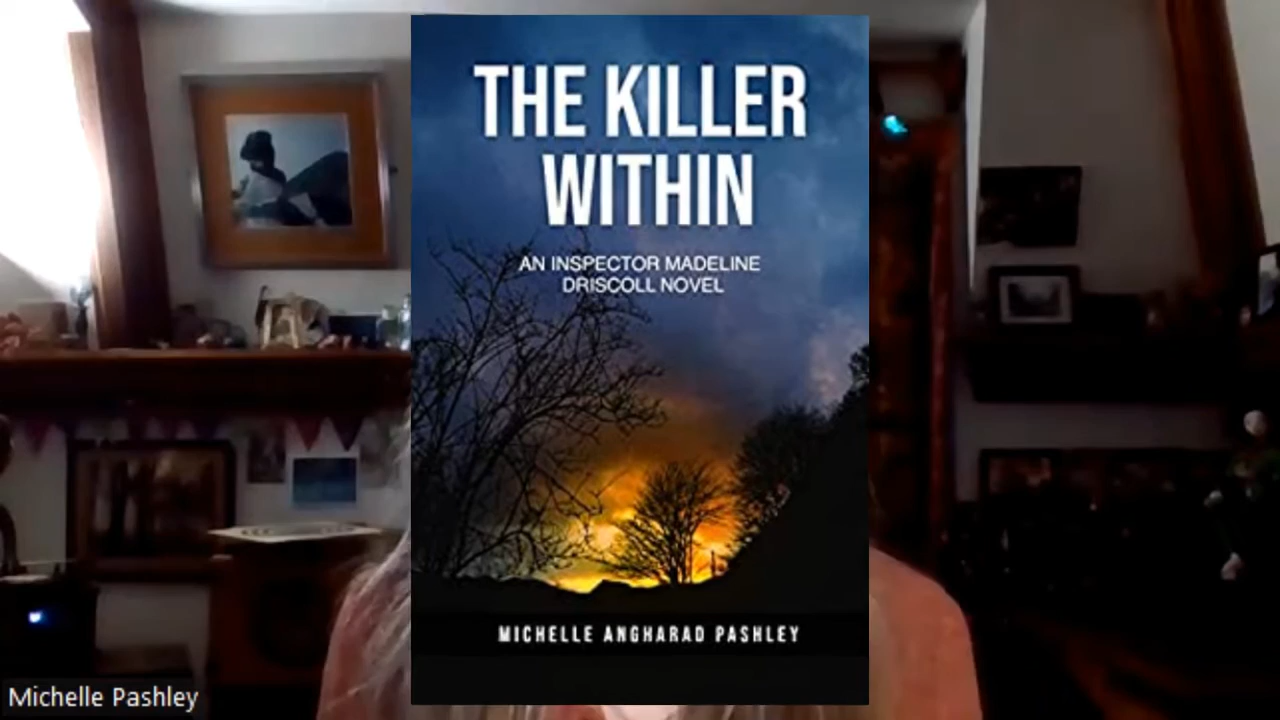 THE KILLER
WITHIN
AN INSPECTOR MADELINE
DRISCOLL NOVEL
MICHELLE ANGHARAD PASHLEY
Michelle Pashley